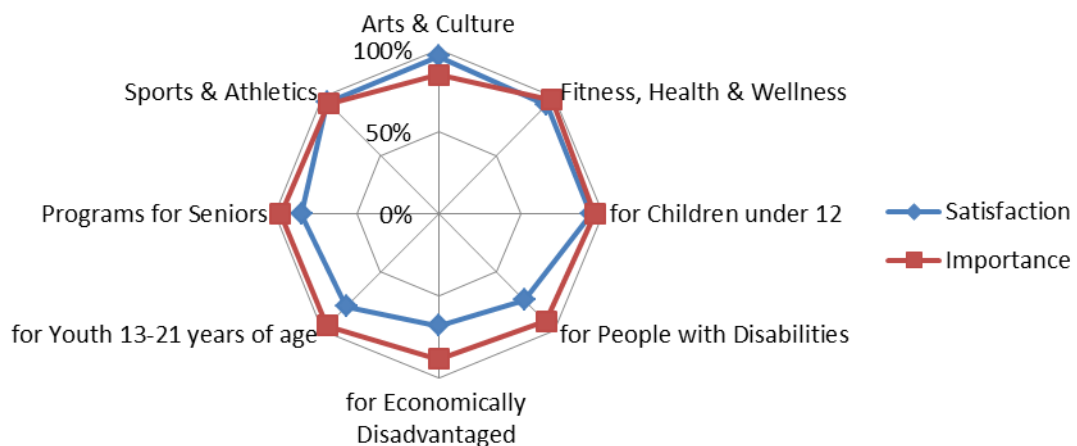 Arts & Culture
100%
Sports & Athletics
Fitness, Health & Wellness
50%
Programs for Seniors
0%
for Children under 12
Satisfaction
Importance
for Youth 13-21 years of age
for People with Disabilities
for Economically
Disadvantaged